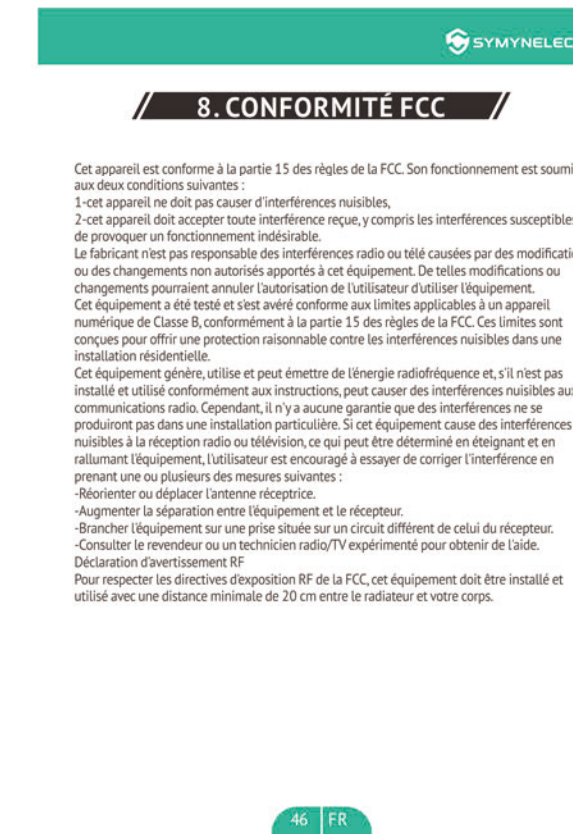 SYMYNELEC
8. CONFORMITÉ FCC
Cet appareil est conforme à la partie 15 des règles de la FCC. Son fonctionnement est soumi
aux deux conditions suivantes :
1-cet appareil ne doit pas causer d'interférences nuisibles,
2-cet appareil doit accepter toute interférence reçue, y compris les interférences susceptibles
de provoquer un fonctionnement indésirable.
Le fabricant n'est pas responsable des interférences radio ou télé causées par des modificati
ou des changements non autorisés apportés à cet équipement. De telles modifications ou
changements pourraient annuler l'autorisation de l'utilisateur d'utiliser l'équipement.
Cet équipement a été testé et s'est avéré conforme aux limites applicables à un appareil
numérique de Classe B, conformément à la partie 15 des règles de la FCC. Ces limites sont
conçues pour offrir une protection raisonnable contre les interférences nuisibles dans une
installation résidentielle.
Cet équipement génère, utilise et peut émettre de l'énergie radiofréquence et, s'il n'est pas
installé et utilisé conformément aux instructions, peut causer des interférences nuisibles aux
communications radio. Cependant, il n'y a aucune garantie que des interférences ne se
produiront pas dans une installation particulière. Si cet équipement cause des interférences
nuisibles à la réception radio ou télévision, ce qui peut être déterminé en éteignant et en
rallumant l'équipement, l'utilisateur est encouragé à essayer de corriger l'interférence en
prenant une ou plusieurs des mesures suivantes :
-Réorienter ou déplacer l'antenne réceptrice.
-Augmenter la séparation entre l'équipement et le récepteur.
-Brancher l'équipement sur une prise située sur un circuit différent de celui du récepteur.
-Consulter le revendeur ou un technicien radio/TV expérimenté pour obtenir de l'aide.
Déclaration d'avertissement RF
Pour respecter les directives d'exposition RF de la FCC, cet équipement doit être installé et
utilisé avec une distance minimale de 20 cm entre le radiateur et votre corps.
46 FR